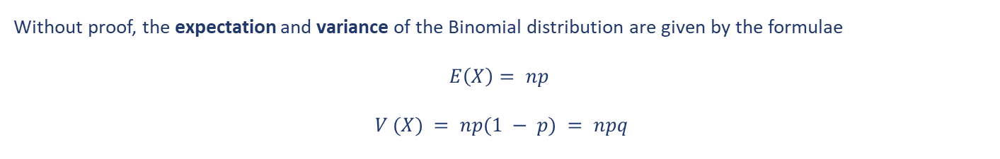 Without proof, the expectation and variance of the Binomial distribution are given by the formulae
E(X) = np
V (X) = np(1 − p) = npq